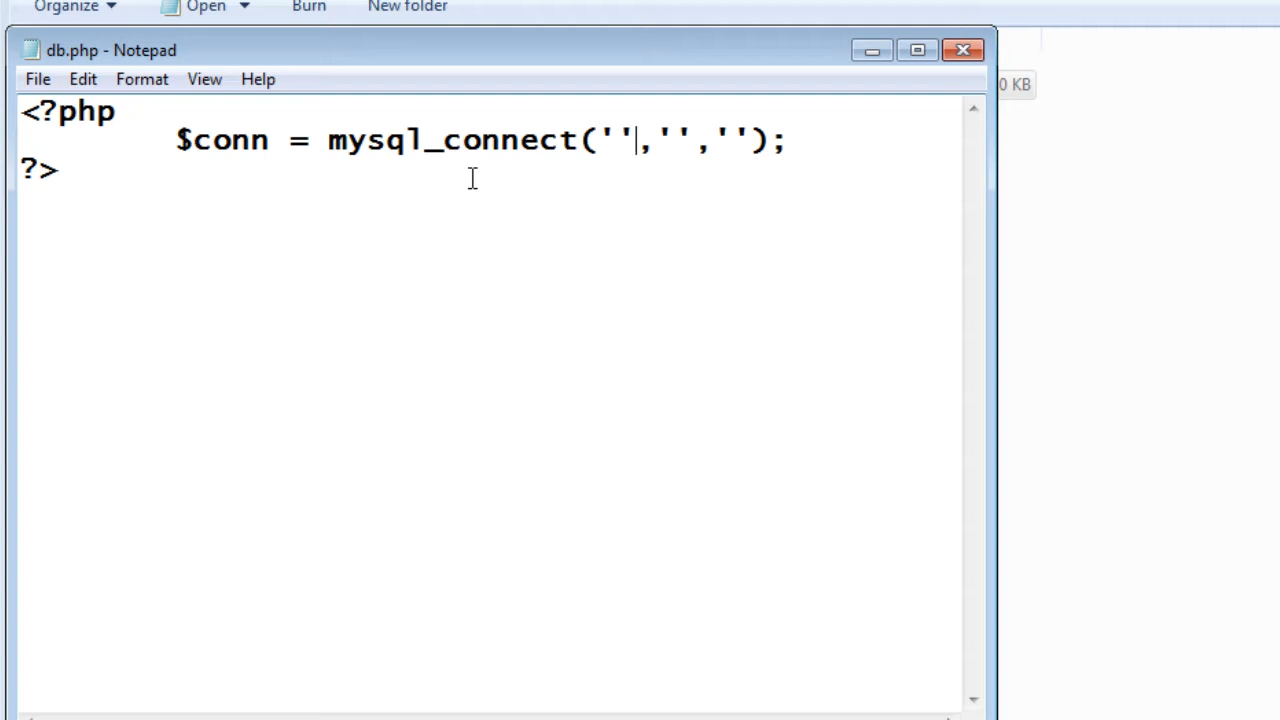 Organize Open Burn New folder
db.php - Notepad
0 KB
File Edit Format View Help
<?php
$conn = mysql_connect('','','');
?>